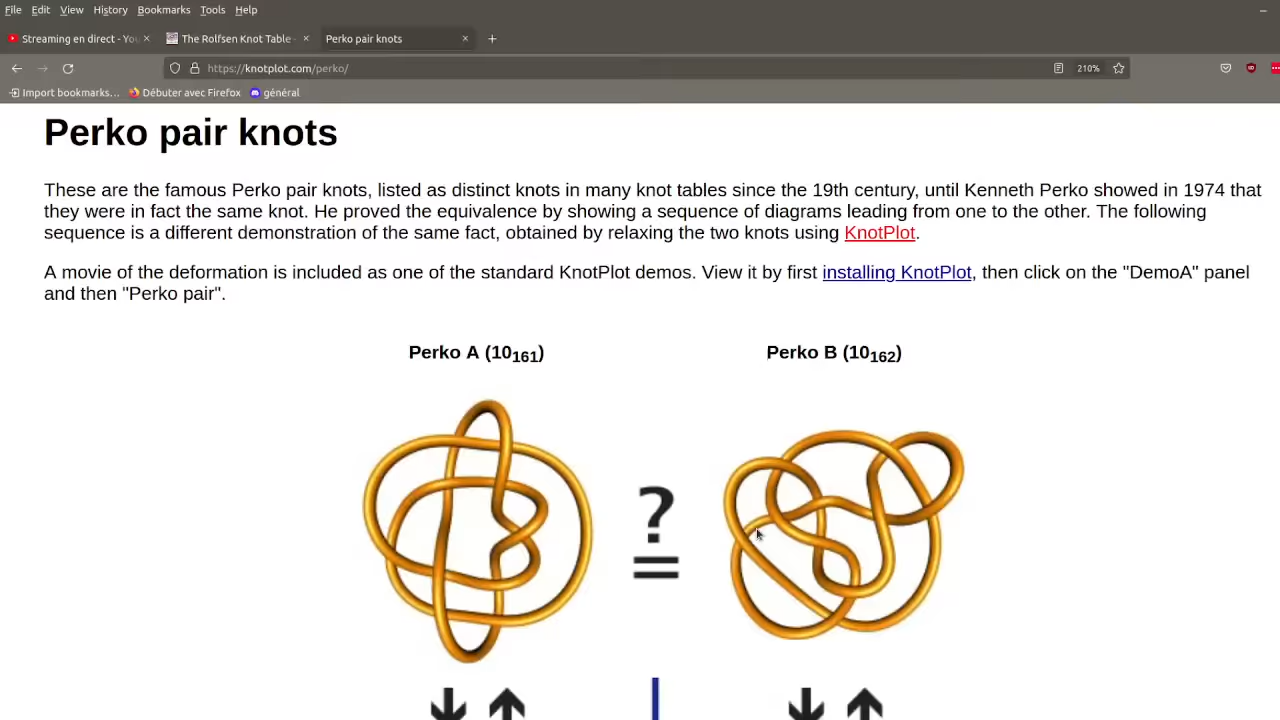 File Edit View History Bookmarks Tools Help
Streaming en direct - You
The Rolfsen Knot Table -
Perko pair knots
https://knotplot.com/perko/
210%
Import bookmarks...
Débuter avec Firefox
général
Perko pair knots
These are the famous Perko pair knots, listed as distinct knots in many knot tables since the 19th century, until Kenneth Perko showed in 1974 that
they were in fact the same knot. He proved the equivalence by showing a sequence of diagrams leading from one to the other. The following
sequence is a different demonstration of the same fact, obtained by relaxing the two knots using KnotPlot.
A movie of the deformation is included as one of the standard KnotPlot demos. View it by first installing KnotPlot, then click on the "DemoA" panel
and then "Perko pair".
Perko A (10161)
Perko B (10162)
?
=